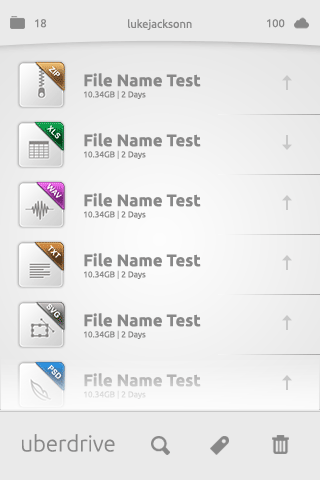 18 lukejacksonn 100
ZIP
File Name Test
10.34GB | 2 Days
XLS
File Name Test
10.34GB | 2 Days
WAV
File Name Test
10.34GB | 2 Days
TXT
File Name Test
10.34GB | 2 Days
SVG
File Name Test
10.34GB | 2 Days
PSD
File Name Test
10.34GB | 2 Days
uberdrive